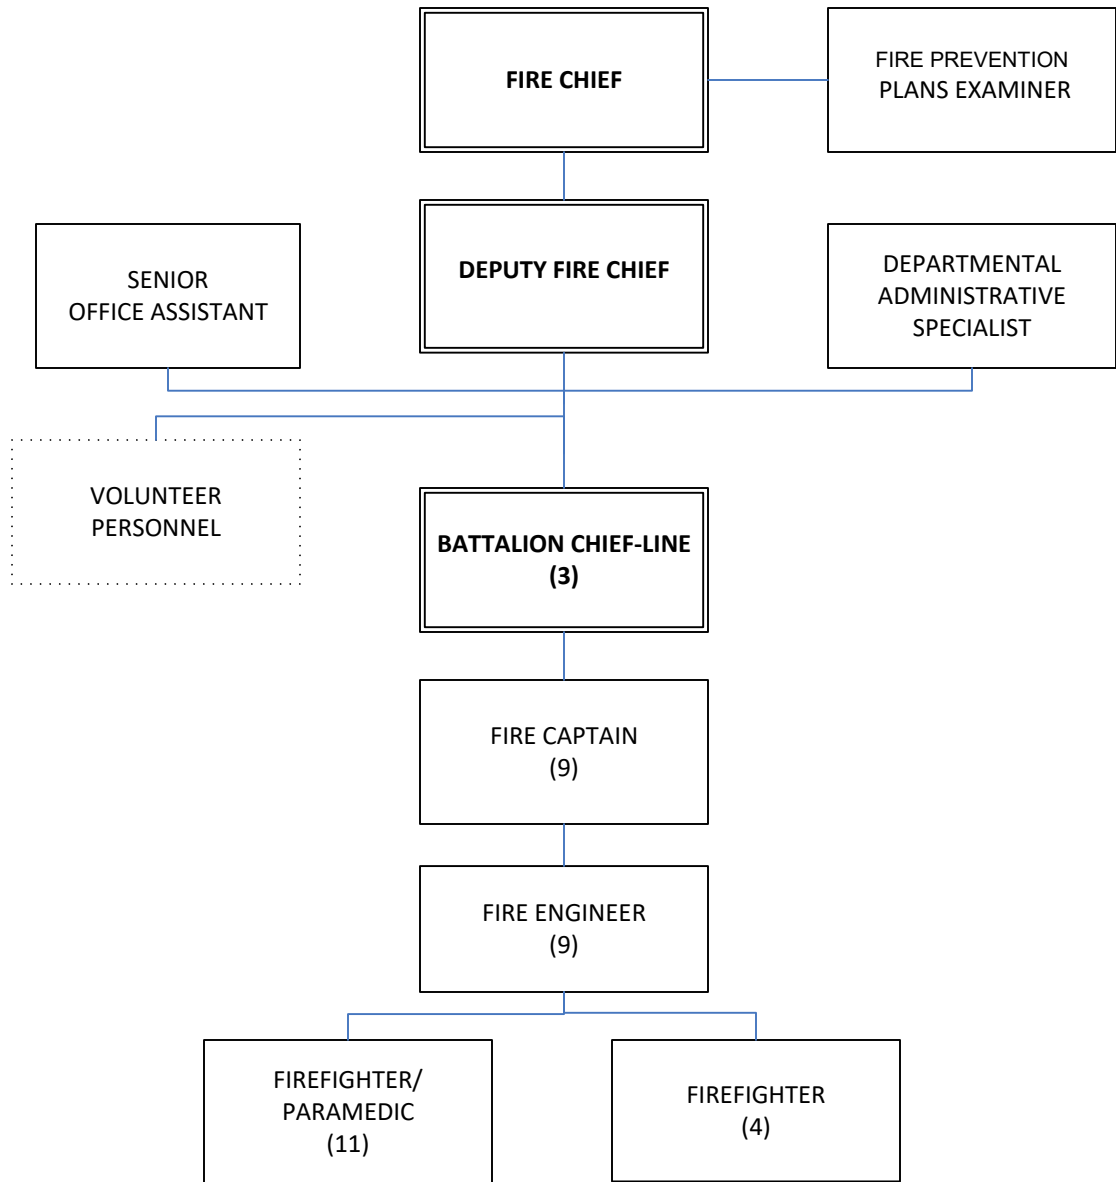 FIRE CHIEF
FIRE PREVENTION
PLANS EXAMINER
SENIOR
OFFICE ASSISTANT
DEPUTY FIRE CHIEF
DEPARTMENTAL
ADMINISTRATIVE
SPECIALIST
VOLUNTEER
PERSONNEL
BATTALION CHIEF-LINE
(3)
FIRE CAPTAIN
(9)
FIRE ENGINEER
(9)
FIREFIGHTER/
PARAMEDIC
(11)
FIREFIGHTER
(4)